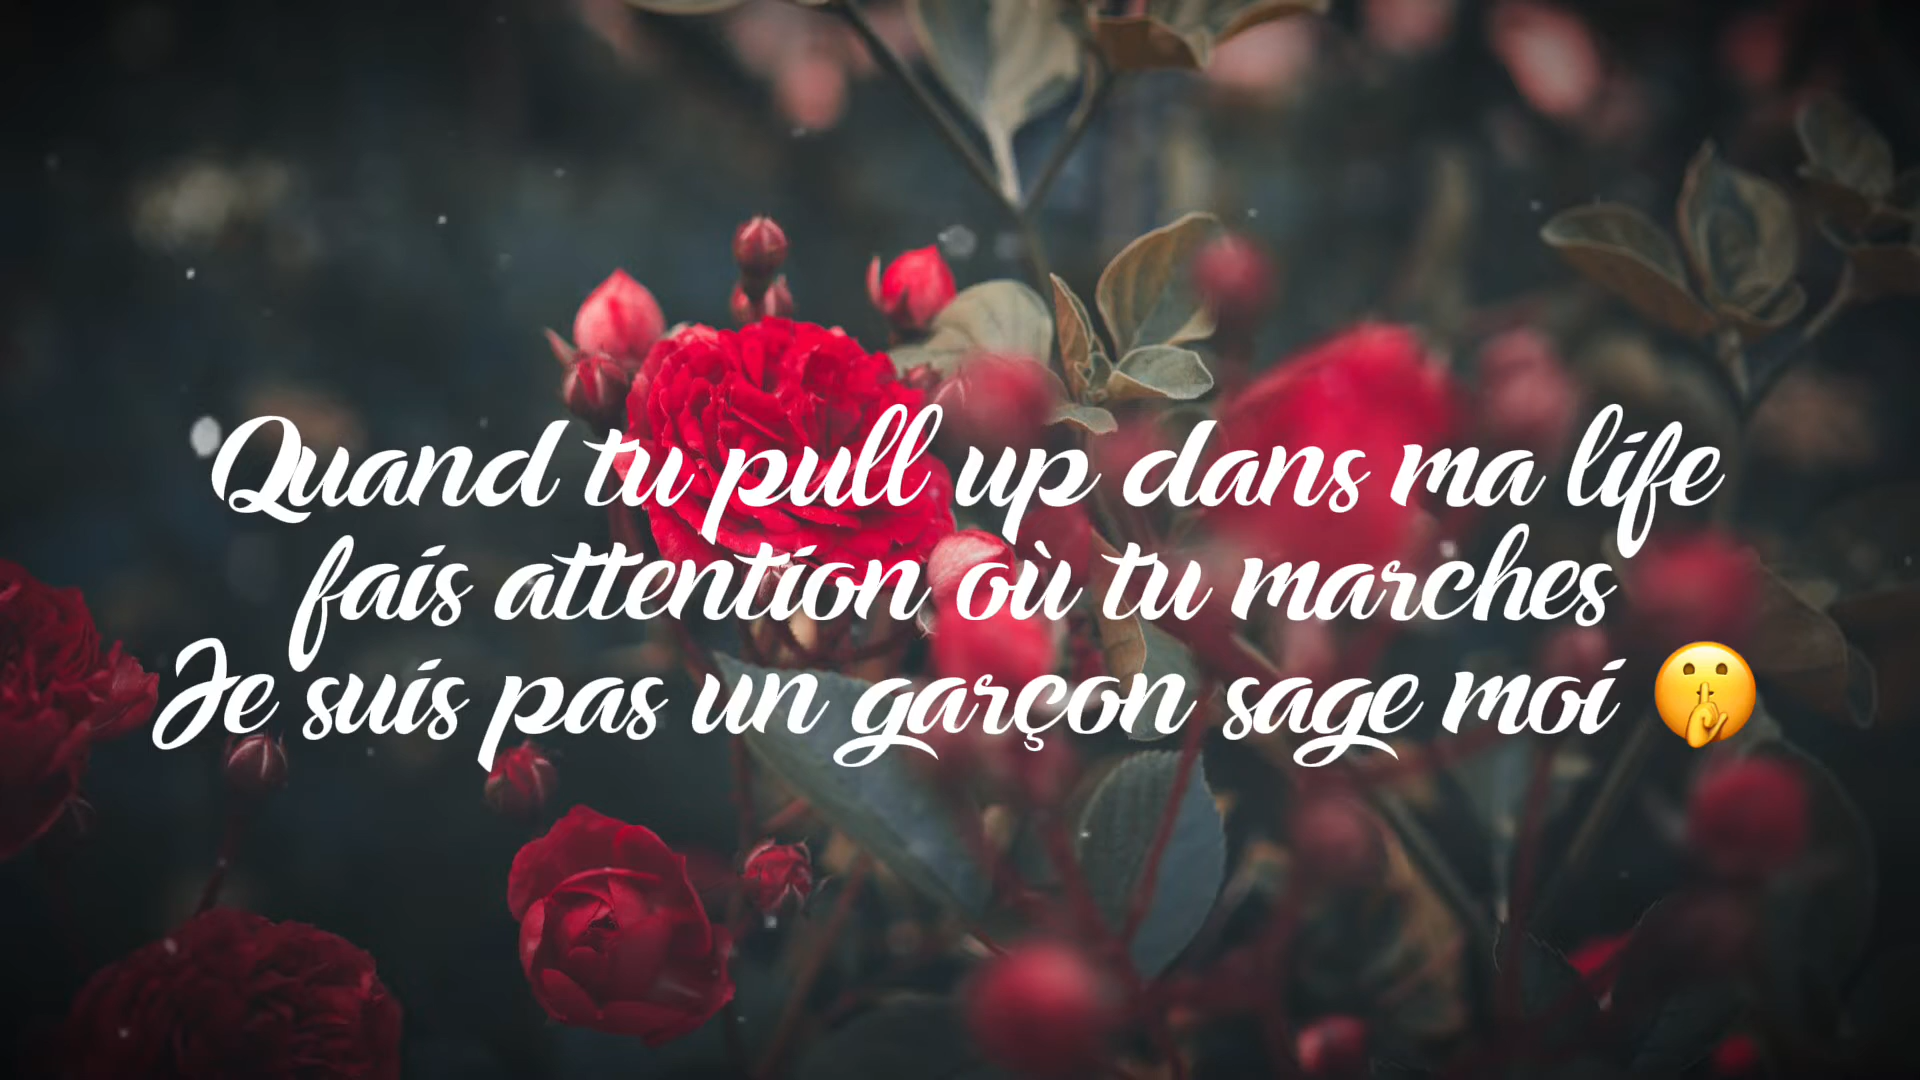 Quand tu pull up dans ma life
fais attention où tu marches
Je suis pas un garçon sage moi 🤫